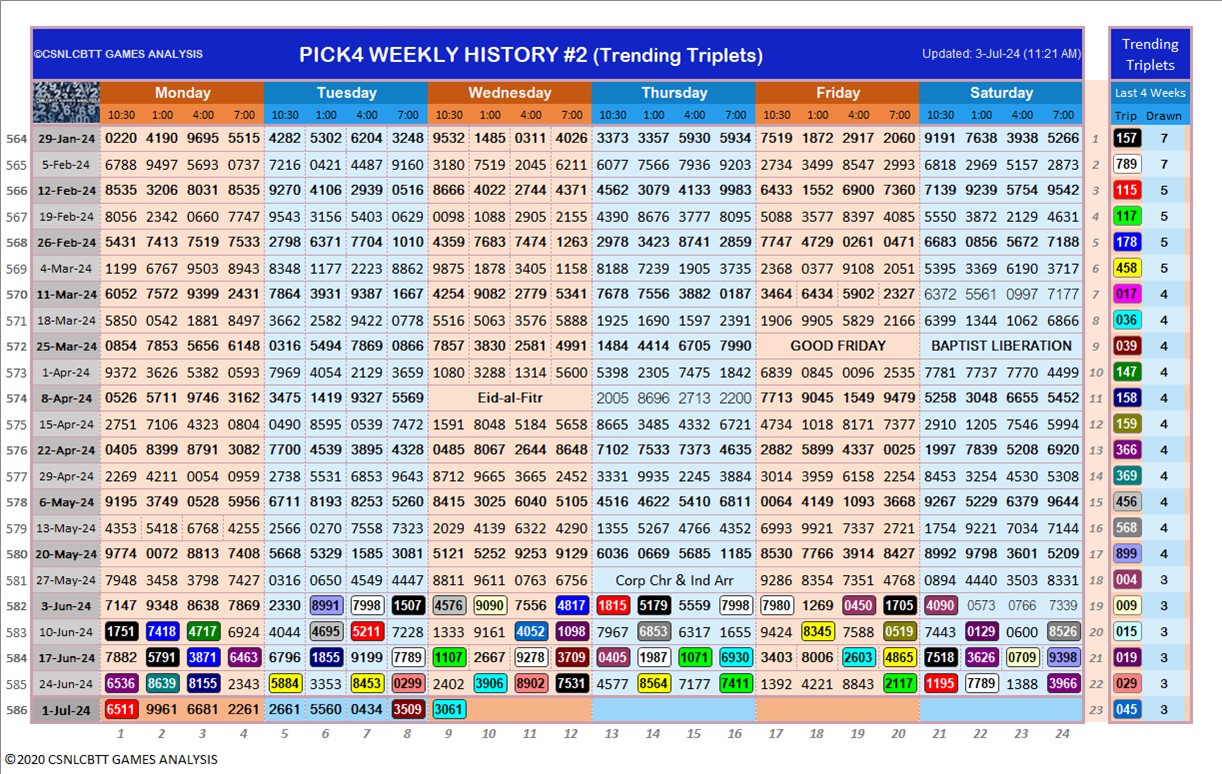 ©CSNLCBTT GAMES ANALYSIS PICK4 WEEKLY HISTORY #2 (Trending Triplets) Updated: 3-Jul-24 (11:21 AM) Trending Triplets
Monday Tuesday Wednesday Thursday Friday Saturday Last 4 Weeks
10:30 1:00 4:00 7:00 10:30 1:00 4:00 7:00 10:30 1:00 4:00 7:00 10:30 1:00 4:00 7:00 10:30 1:00 4:00 7:00 10:30 1:00 4:00 7:00 Trip Drawn
564 29-Jan-24 0220 4190 9695 5515 4282 5302 6204 3240 9532 1485 0311 4026 3373 3357 5930 5934 7519 1872 2917 2060 9191 7638 3938 5266 1 157 7
565 5-Feb-24 6788 9497 5693 0737 7216 0421 4487 9160 3180 7519 2045 6211 6077 7566 7936 9203 2734 3499 8547 2993 6818 2969 5157 2873 2 789 7
566 12-Feb-24 8535 3206 8031 8535 9270 4106 2939 0516 8666 4022 2744 4371 4562 3079 4133 9983 6433 1552 6900 7360 7139 9239 5754 9542 3 115 5
567 19-Feb-24 8056 2342 0660 7747 9543 3156 5403 0629 0098 1088 2905 2155 4390 8676 3777 8095 5088 3577 8397 4085 5550 3872 2129 4631 4 117 5
568 26-Feb-24 5431 7413 7519 7533 2798 6371 7704 1010 4359 7683 7474 1263 2978 3423 8741 2859 7747 4729 0261 0471 6683 0856 5672 7188 5 178 5
569 4-Mar-24 1199 6767 9503 8943 8348 1177 2223 8862 9875 1878 3405 1158 8188 7239 1905 3735 2368 0377 9108 2051 5395 3369 6190 3717 6 458 5
570 11-Mar-24 6052 7572 9399 2431 7864 3931 9387 1667 4254 9082 2779 5341 7678 7556 3882 0187 3464 6434 5902 2327 6372 5561 0997 7177 7 017 4
571 18-Mar-24 5850 0542 1881 8497 3662 2582 9422 0778 5516 5063 3576 5888 1925 1690 1597 2391 1906 9905 5829 2166 6399 1344 1062 6866 8 036 4
572 25-Mar-24 0854 7853 5656 6148 0316 5494 7869 0866 7857 3830 2581 4991 1484 4414 6705 7990 GOOD FRIDAY BAPTIST LIBERATION 9 039 4
573 1-Apr-24 9372 3626 5382 0593 7969 4054 2129 3659 1080 3288 1314 5600 5398 2305 7475 1842 6839 0845 0096 2535 7781 7737 7770 4499 10 147 4
574 8-Apr-24 0526 5711 9746 3162 3475 1419 9327 5569 Eid-al-Fitr 2005 8696 2713 2200 7713 9045 1549 9479 5258 3048 6655 5452 11 158 4
575 15-Apr-24 2751 7106 4323 0804 0490 8595 0539 7472 1591 8048 5184 5658 8665 3485 4332 6721 4734 1018 8171 7377 2910 1205 7546 5994 12 159 4
576 22-Apr-24 0405 8399 8791 3082 7700 4539 3895 4328 0485 8067 2644 8648 7102 7533 7373 4635 2882 5899 4337 0025 1997 7839 5208 6920 13 366 4
577 29-Apr-24 2269 4211 0054 0959 2738 5531 6853 9643 9712 9665 3665 2452 3331 9935 2245 3884 3014 3959 6158 2254 8453 3254 4530 5308 14 369 4
578 6-May-24 9195 3749 0528 5956 6711 8193 8253 5260 8415 3025 6040 5105 4516 4622 5410 6811 0064 4149 1093 3668 9267 5229 6379 9644 15 456 4
579 13-May-24 4353 5418 6768 4255 2566 0270 7558 7323 2029 4139 6322 4290 1355 5267 4766 4352 6993 9921 7337 2721 1754 9221 7034 7144 16 568 4
580 20-May-24 9774 0072 8813 7408 5668 5329 1585 3081 5121 5252 9253 9129 6036 0669 5685 1185 8530 7766 3914 8427 8992 9798 3601 5209 17 899 4
581 27-May-24 7948 3458 3798 7427 0316 0650 4549 4447 8811 9611 0763 6756 Corp Chr & Ind Arr 9286 8354 7351 4768 0894 4440 3503 8331 18 004 3
582 3-Jun-24 7147 9348 8638 7869 2330 8991 7998 1507 4576 9090 7556 4817 1815 5179 5559 7998 7980 1269 0450 1705 4090 0573 0766 7339 19 009 3
583 10-Jun-24 1751 7418 4717 6924 4044 4695 5211 7228 1333 9161 4052 1098 7967 6853 6317 1655 9424 8345 7588 0519 7443 0129 0600 8526 20 015 3
584 17-Jun-24 7882 5791 3871 6463 6796 1855 9199 7789 1107 2667 9278 3709 0405 1987 1071 6930 3403 8006 2603 4865 7518 3626 0709 9398 21 019 3
585 24-Jun-24 6536 8639 8155 2343 5884 3353 8453 0299 2402 3906 8902 7531 4577 8564 7177 7411 1392 4221 8843 2117 1195 7789 1388 3966 22 029 3
586 1-Jul-24 6511 9961 6681 2261 2661 5560 0434 3509 3061 23 045 3
1 2 3 4 5 6 7 8 9 10 11 12 13 14 15 16 17 18 19 20 21 22 23 24
©2020 CSNLCBTT GAMES ANALYSIS